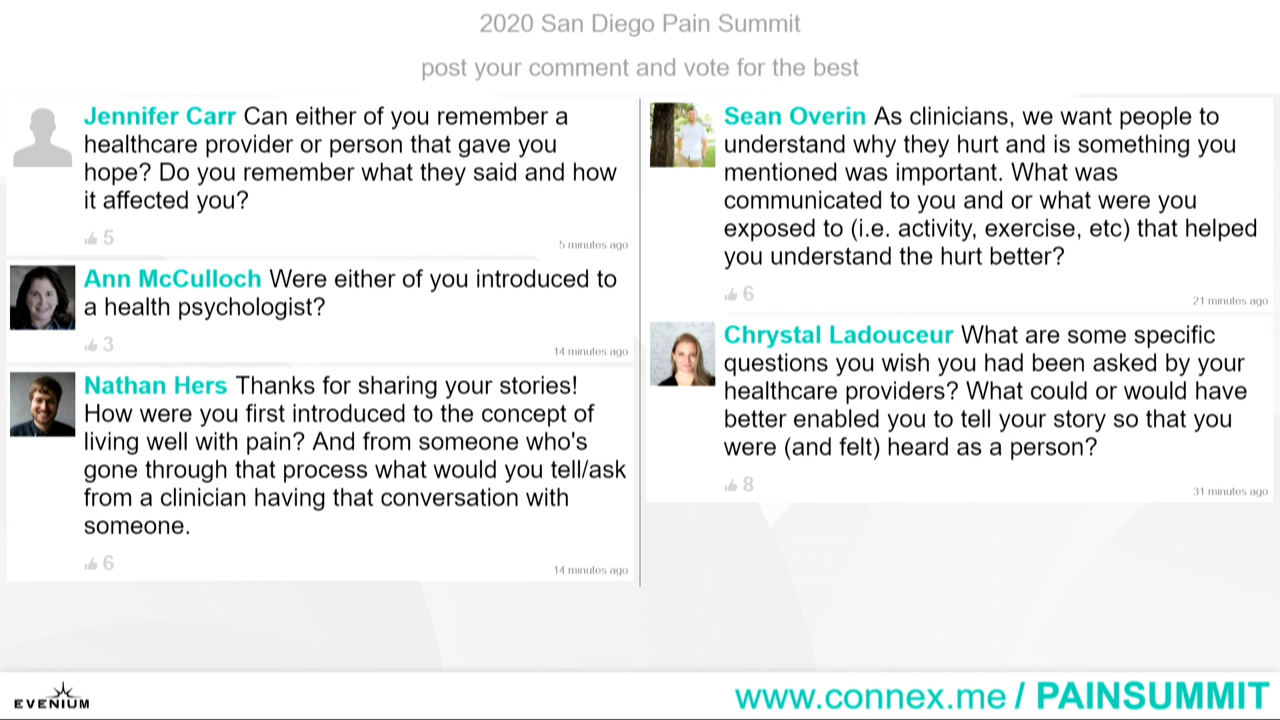 2020 San Diego Pain Summit
post your comment and vote for the best
Jennifer Carr Can either of you remember a
healthcare provider or person that gave you
hope? Do you remember what they said and how
it affected you?
5
5 minutes ago
Ann McCulloch Were either of you introduced to
a health psychologist?
3
14 minutes ago
Nathan Hers Thanks for sharing your stories!
How were you first introduced to the concept of
living well with pain? And from someone who's
gone through that process what would you tell/ask
from a clinician having that conversation with
someone.
6
14 minutes ago
Sean Overin As clinicians, we want people to
understand why they hurt and is something you
mentioned was important. What was
communicated to you and or what were you
exposed to (i.e. activity, exercise, etc) that helped
you understand the hurt better?
6
21 minutes ago
Chrystal Ladouceur What are some specific
questions you wish you had been asked by your
healthcare providers? What could or would have
better enabled you to tell your story so that you
were (and felt) heard as a person?
8
31 minutes ago
EVENIUM
www.connex.me / PAINSUMMIT